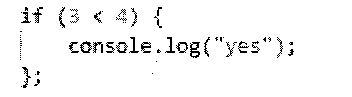 if (3 < 4) {
    console.log("yes");
};